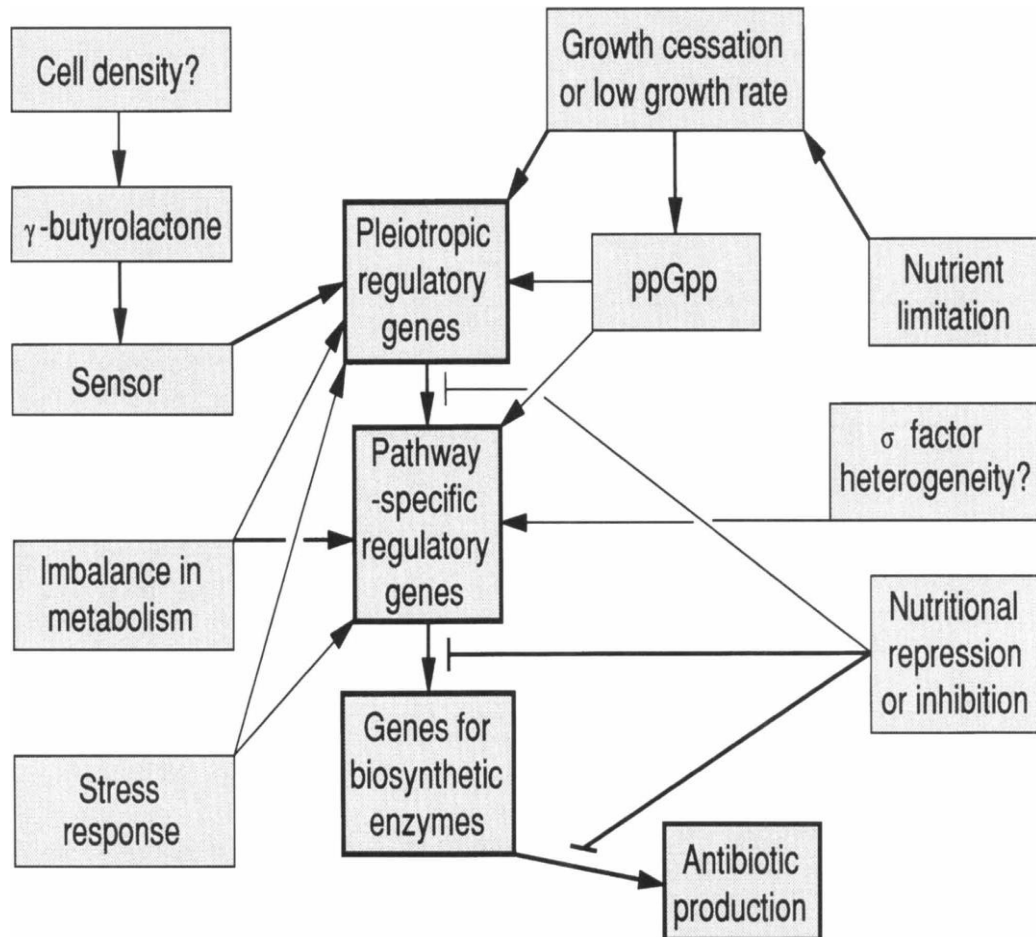 Cell density?
Growth cessation
or low growth rate
γ-butyrolactone
Pleiotropic
regulatory
genes
ppGpp
Nutrient
limitation
Sensor
σ factor
heterogeneity?
Pathway
-specific
regulatory
genes
Imbalance in
metabolism
Nutritional
repression
or inhibition
Genes for
biosynthetic
enzymes
Stress
response
Antibiotic
production